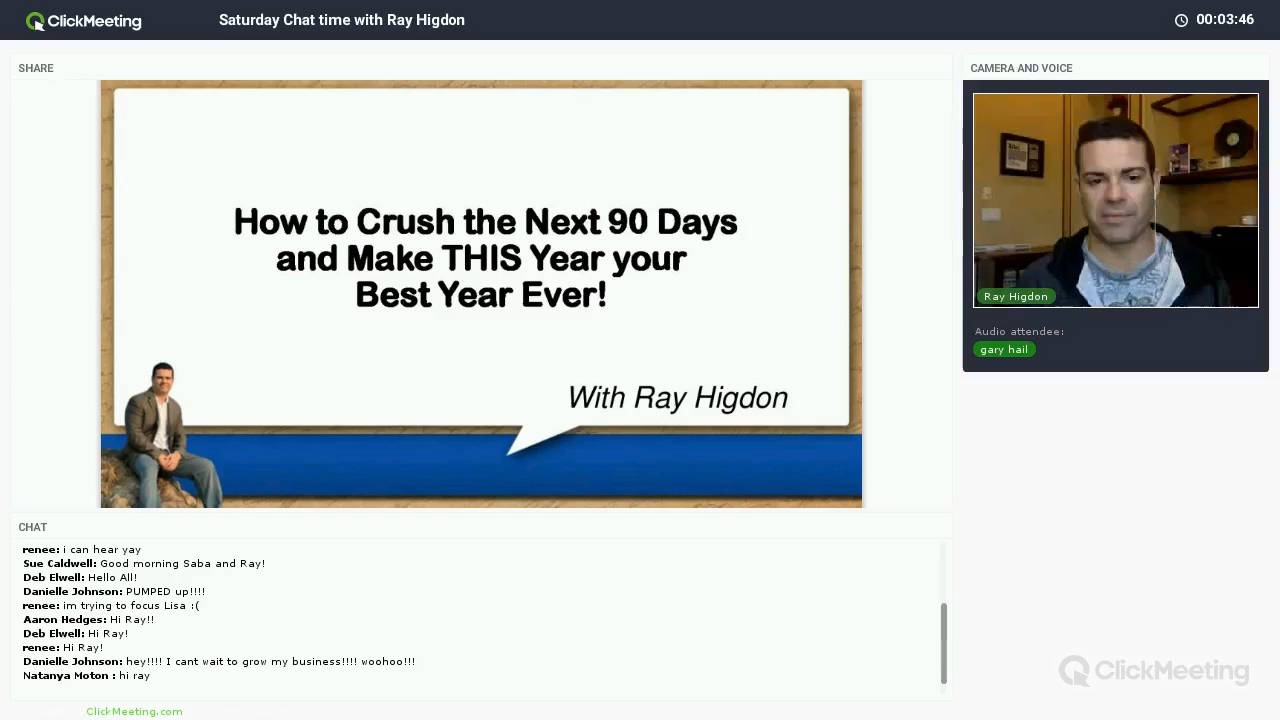 ClickMeeting
Saturday Chat time with Ray Higdon
00:03:46
SHARE
How to Crush the Next 90 Days
and Make THIS Year your
Best Year Ever!
With Ray Higdon
CAMERA AND VOICE
Ray Higdon
Audio attendee:
gary hail
CHAT
renee: i can hear yay
Sue Caldwell: Good morning Saba and Ray!
Deb Elwell: Hello All!
Danielle Johnson: PUMPED up!!!!
renee: im trying to focus Lisa :(
Aaron Hedges: Hi Ray!!
Deb Elwell: Hi Ray!
renee: Hi Ray!
Danielle Johnson: hey!!!! I cant wait to grow my business!!!! woohoo!!!
Natanya Moton : hi ray
ClickMeeting
ClickMeeting.com